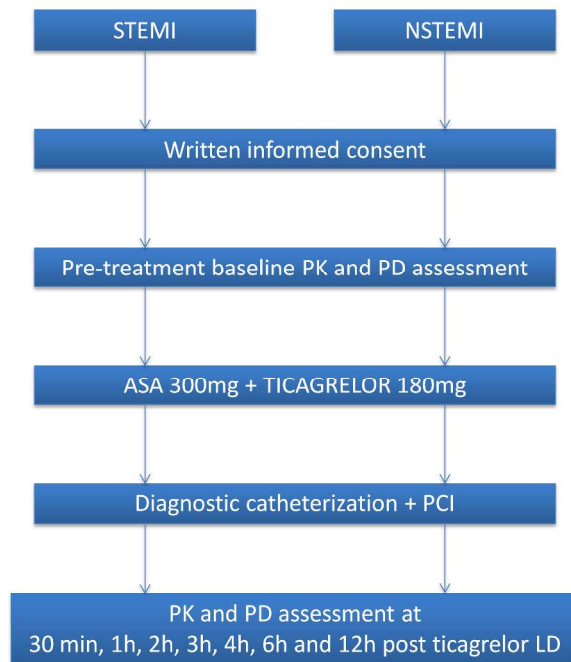 STEMI
NSTEMI
Written informed consent
Pre-treatment baseline PK and PD assessment
ASA 300mg + TICAGRELOR 180mg
Diagnostic catheterization + PCI
PK and PD assessment at
30 min, 1h, 2h, 3h, 4h, 6h and 12h post ticagrelor LD